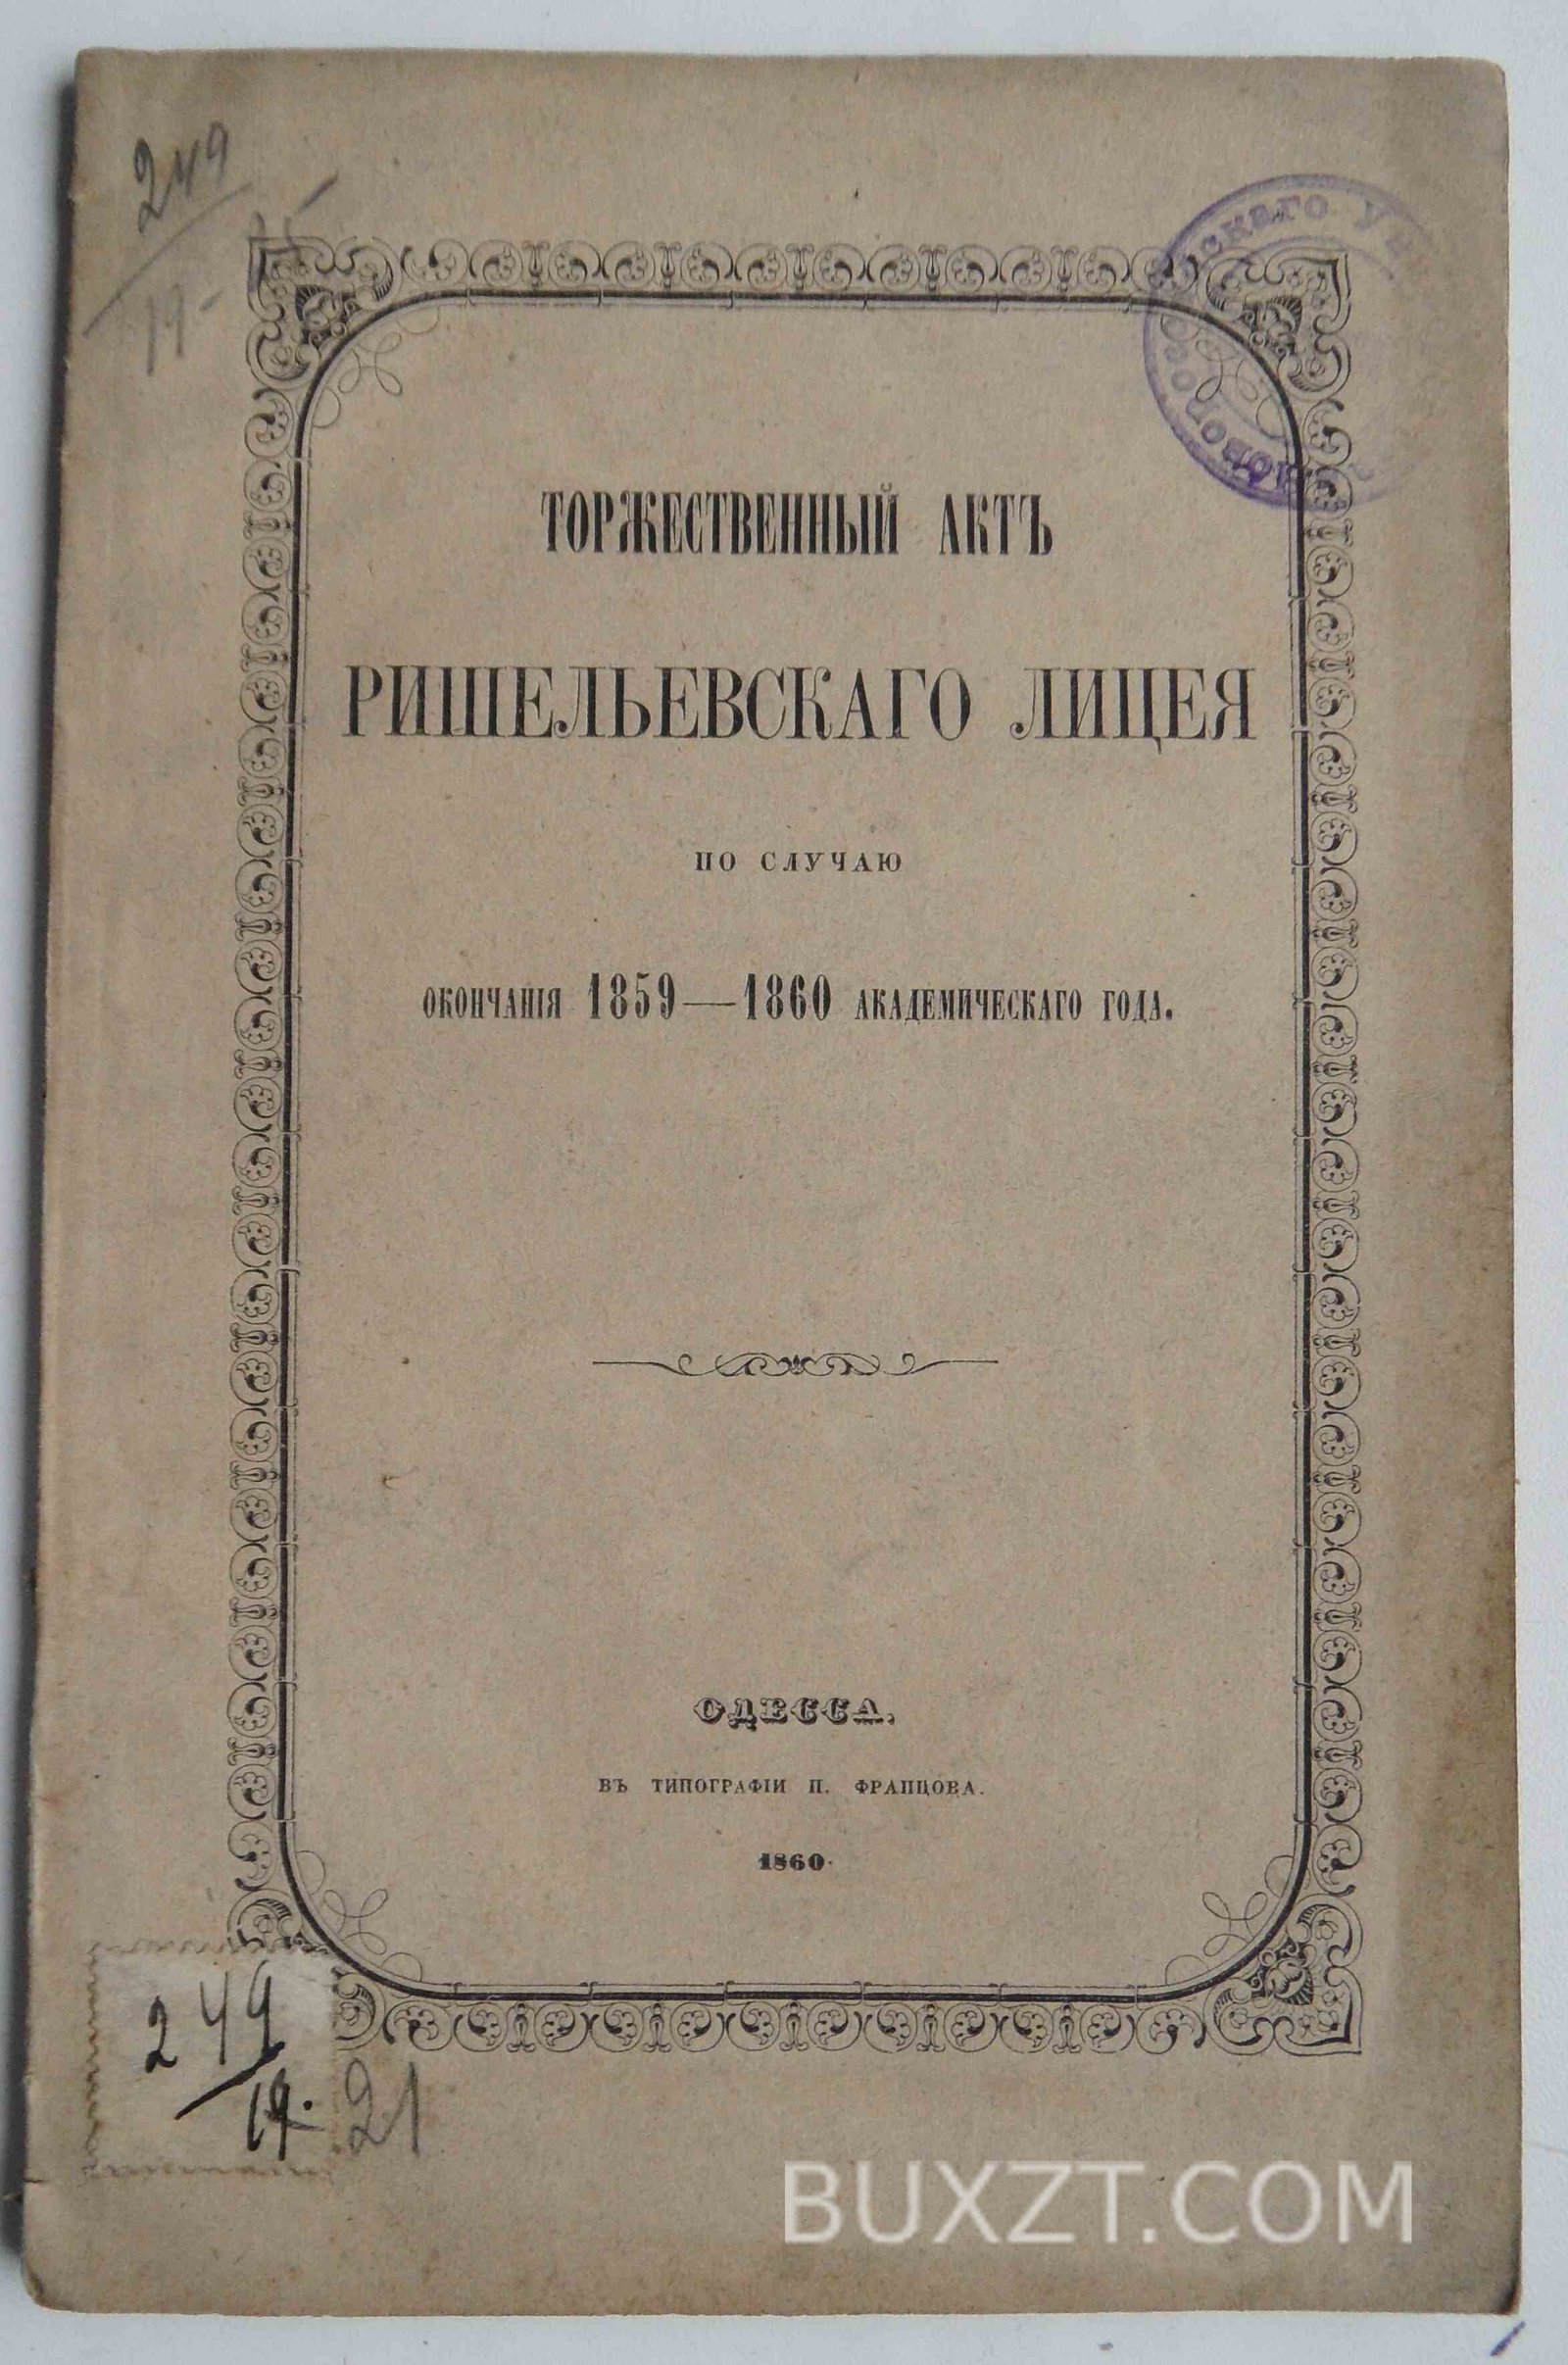 249
ТОРЖЕСТВЕННЫЙ АКТЪ
РИШЕЛЬЕВСКАГО ЛИЦЕЯ
ПО СЛУЧАЮ
ОКОНЧАНІЯ 1859—1860 АКАДЕМИЧЕСКАГО ГОДА.
ОДЕССА.
ВЪ ТИПОГРАФІИ П. ФРАНЦОВА.
1860.
249
21
BUXZT.COM